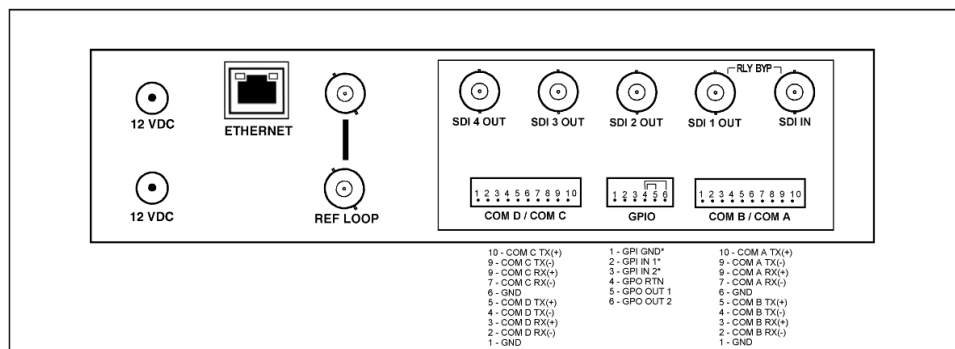 RLY BYP
12 VDC
ETHERNET
SDI 4 OUT
SDI 3 OUT
SDI 2 OUT
SDI 1 OUT
SDI IN
12 VDC
REF LOOP
1 2 3 4 5 6 7 8 9 10
COM D / COM C
1 2 3 4 5 6
GPIO
1 2 3 4 5 6 7 8 9 10
COM B / COM A
10 - COM C TX(+)
9 - COM C TX(-)
9 - COM C RX(+)
7 - COM C RX(-)
6 - GND
5 - COM D TX(+)
4 - COM D TX(-)
3 - COM D RX(+)
2 - COM D RX(-)
1 - GND
1 - GPI GND*
2 - GPI IN 1*
3 - GPI IN 2*
4 - GPO RTN
5 - GPO OUT 1
6 - GPO OUT 2
10 - COM A TX(+)
9 - COM A TX(-)
9 - COM A RX(+)
7 - COM A RX(-)
6 - GND
5 - COM B TX(+)
4 - COM B TX(-)
3 - COM B RX(+)
2 - COM B RX(-)
1 - GND